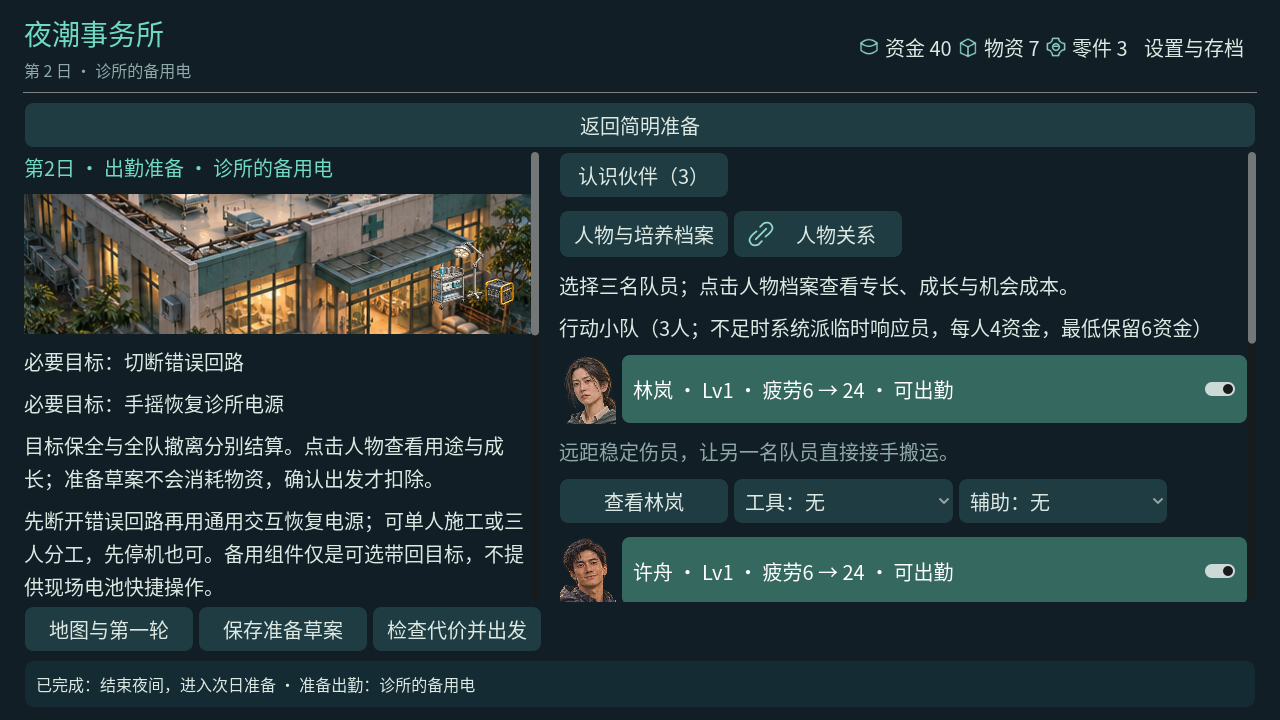 夜潮事务所
第 2 日 · 诊所的备用电
资金 40 物资 7 零件 3 设置与存档
返回简明准备
第2日 · 出勤准备 · 诊所的备用电
必要目标：切断错误回路
必要目标：手摇恢复诊所电源
目标保全与全队撤离分别结算。点击人物查看用途与成
长；准备草案不会消耗物资，确认出发才扣除。
先断开错误回路再用通用交互恢复电源；可单人施工或三
人分工，先停机也可。备用组件仅是可选带回目标，不提
供现场电池快捷操作。
地图与第一轮 保存准备草案 检查代价并出发
认识伙伴（3）
人物与培养档案 人物关系
选择三名队员；点击人物档案查看专长、成长与机会成本。
行动小队（3人；不足时系统派临时响应员，每人4资金，最低保留6资金）
林岚 · Lv1 · 疲劳6 → 24 · 可出勤
远距稳定伤员，让另一名队员直接接手搬运。
查看林岚 工具：无 辅助：无
许舟 · Lv1 · 疲劳6 → 24 · 可出勤
已完成：结束夜间，进入次日准备 · 准备出勤：诊所的备用电